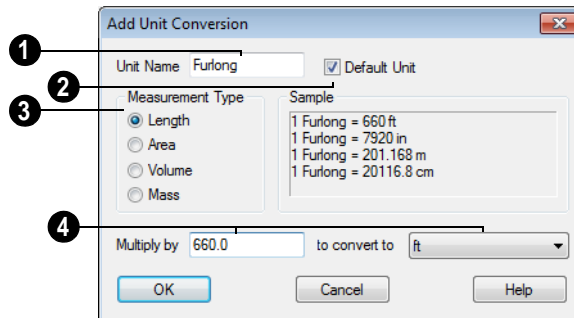 Add Unit Conversion
1
Unit Name Furlong Default Unit
2
3
Measurement Type Sample
Length
Area
Volume
Mass
1 Furlong = 660 ft
1 Furlong = 7920 in
1 Furlong = 201.168 m
1 Furlong = 20116.8 cm
4
Multiply by 660.0 to convert to ft
OK Cancel Help